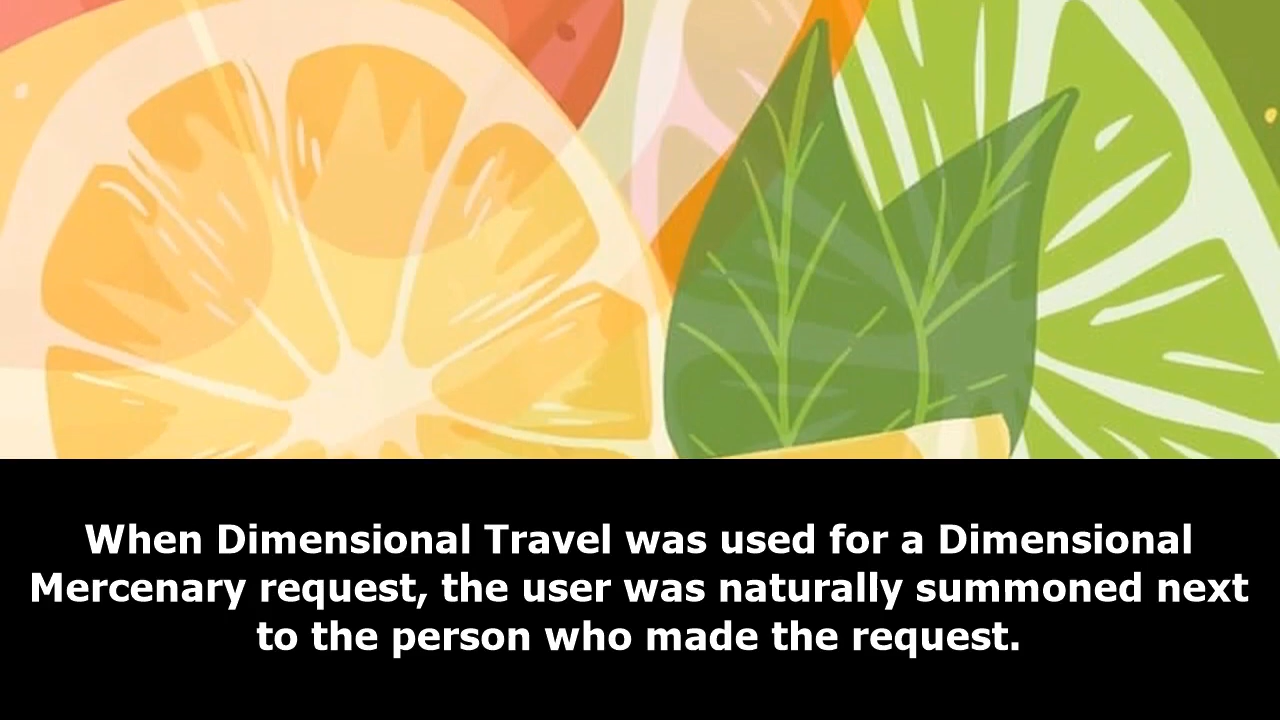 When Dimensional Travel was used for a Dimensional
Mercenary request, the user was naturally summoned next
to the person who made the request.